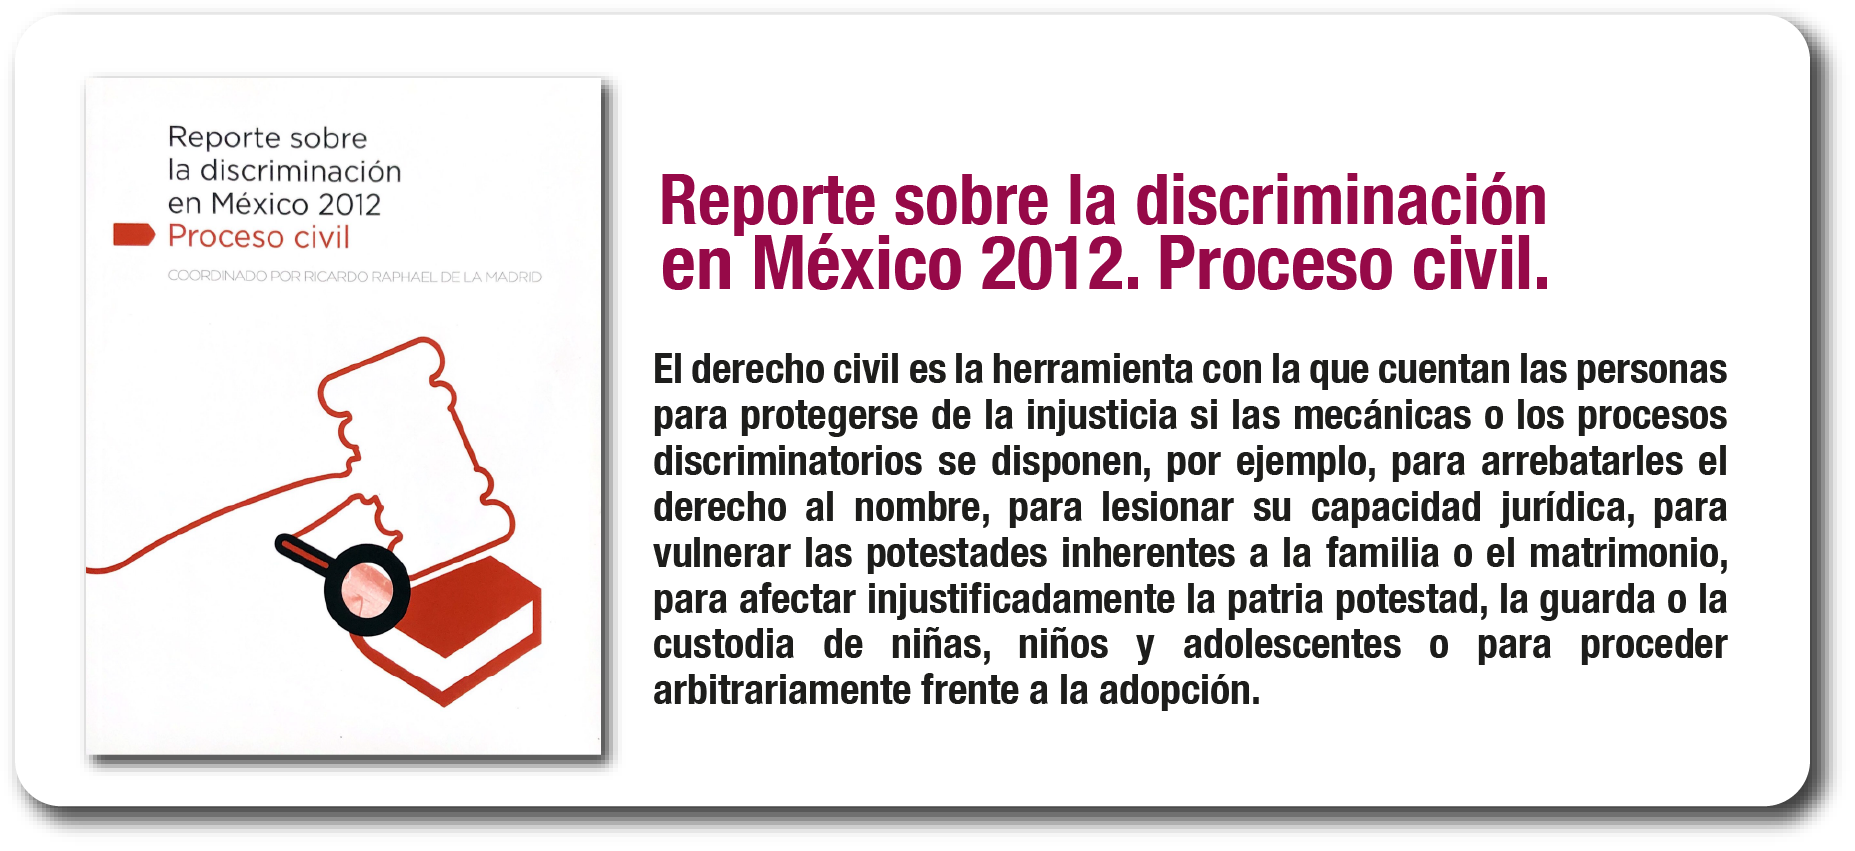 Reporte sobre
la discriminación
en México 2012
Proceso civil
COORDINADO POR RICARDO RAPHAEL DE LA MADRID
Reporte sobre la discriminación
en México 2012. Proceso civil.
El derecho civil es la herramienta con la que cuentan las personas
para protegerse de la injusticia si las mecánicas o los procesos
discriminatorios se disponen, por ejemplo, para arrebatarles el
derecho al nombre, para lesionar su capacidad jurídica, para
vulnerar las potestades inherentes a la familia o el matrimonio,
para afectar injustificadamente la patria potestad, la guarda o la
custodia de niñas, niños y adolescentes o para proceder
arbitrariamente frente a la adopción.